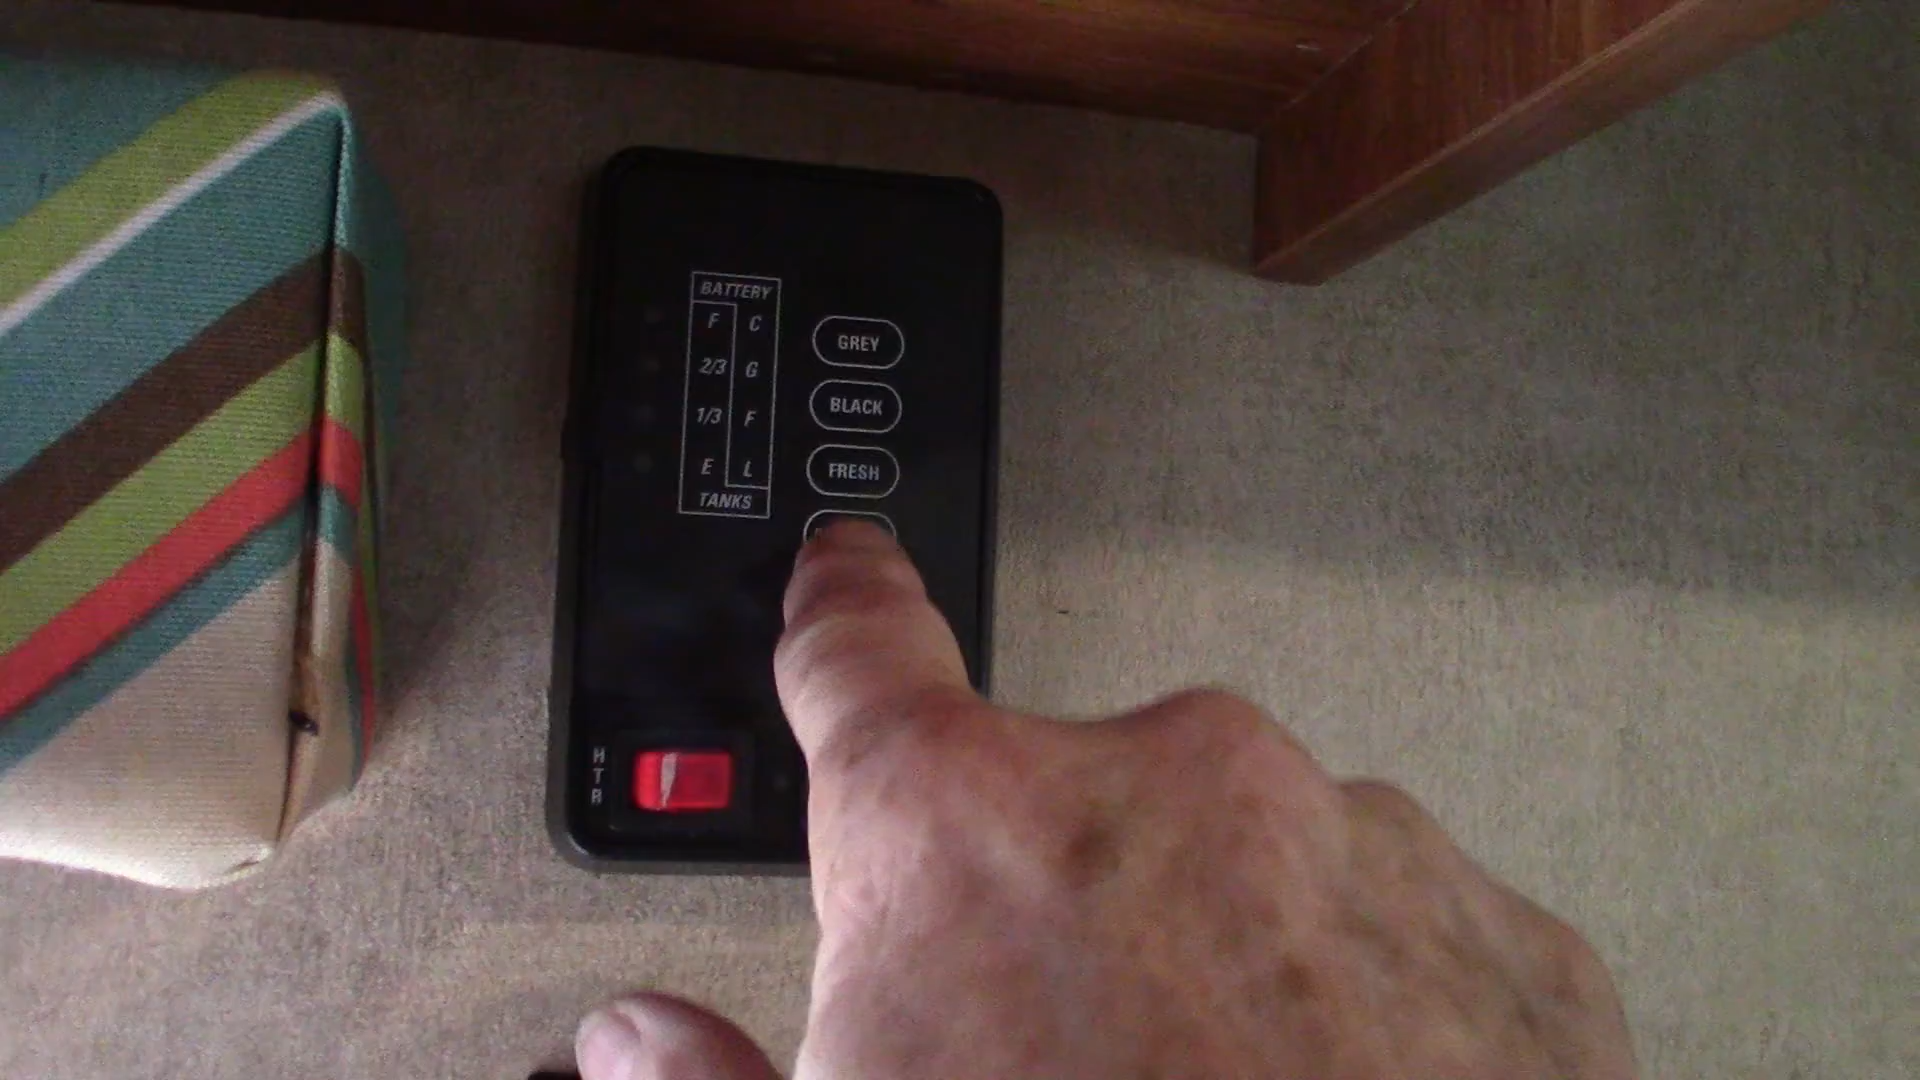 BATTERY
F C
2/3 G
1/3 F
E L
TANKS
GREY
BLACK
FRESH
HTR